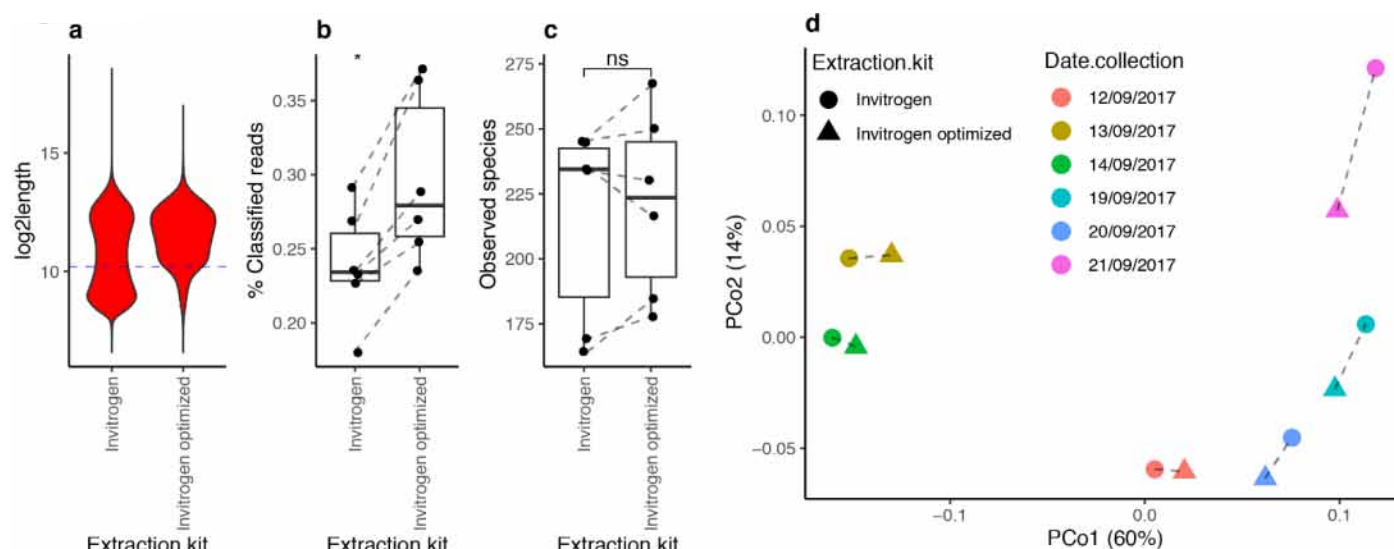 a
log2length
15
10
Invitrogen
Invitrogen optimized
Extraction.kit
b
*
% Classified reads
0.35
0.30
0.25
0.20
Invitrogen
Invitrogen optimized
Extraction.kit
c
ns
Observed species
275
250
225
200
175
Invitrogen
Invitrogen optimized
Extraction.kit
d
Extraction.kit
Invitrogen
Invitrogen optimized
Date.collection
12/09/2017
13/09/2017
14/09/2017
19/09/2017
20/09/2017
21/09/2017
PCo2 (14%)
0.10
0.05
0.00
−0.05
−0.1
0.0
0.1
PCo1 (60%)